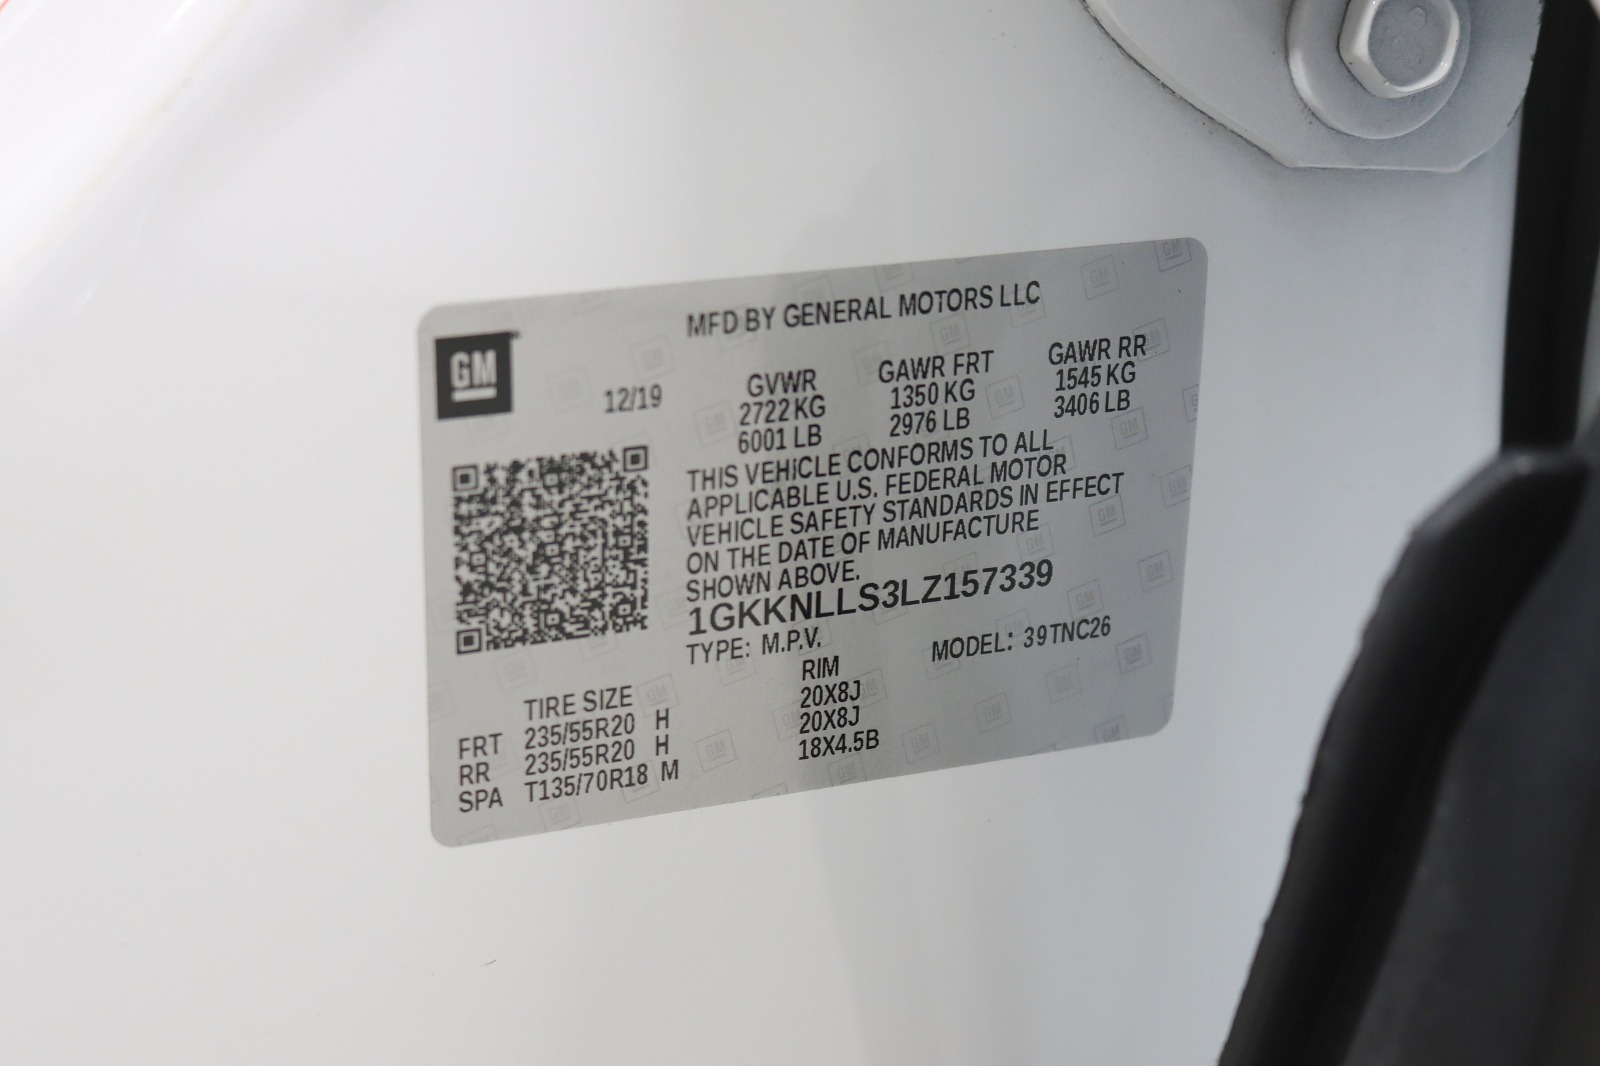 MFD BY GENERAL MOTORS LLC
GM
12/19
GVWR GAWR FRT GAWR RR
2722 KG 1350 KG 1545 KG
6001 LB 2976 LB 3406 LB
THIS VEHICLE CONFORMS TO ALL
APPLICABLE U.S. FEDERAL MOTOR
VEHICLE SAFETY STANDARDS IN EFFECT
ON THE DATE OF MANUFACTURE
SHOWN ABOVE.
1GKKNLLS3LZ157339
TYPE: M.P.V. MODEL: 39TNC26
TIRE SIZE RIM
FRT 235/55R20 H 20X8J
RR 235/55R20 H 20X8J
SPA T135/70R18 M 18X4.5B